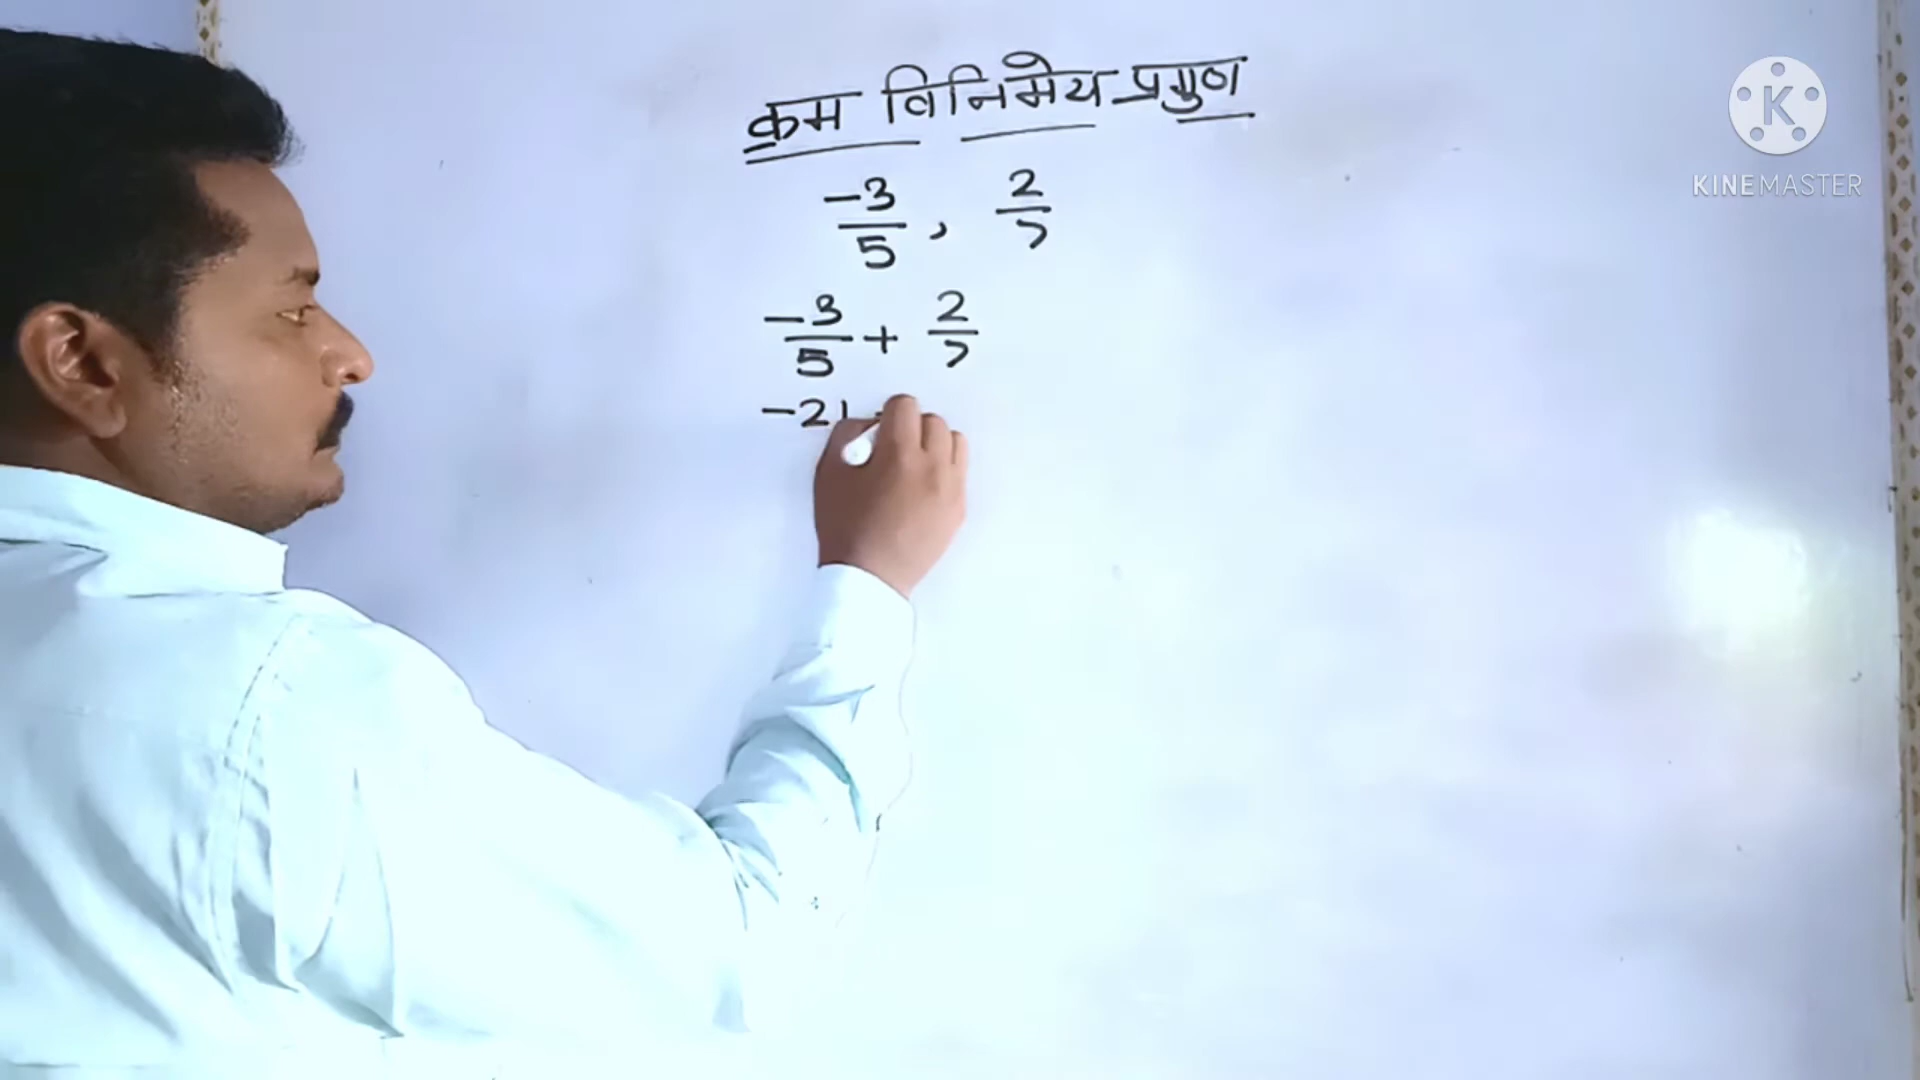 क्रम विनिमेय प्रगुण
-3/5 , 2/7
-3/5 + 2/7
-21
K
KINEMASTER